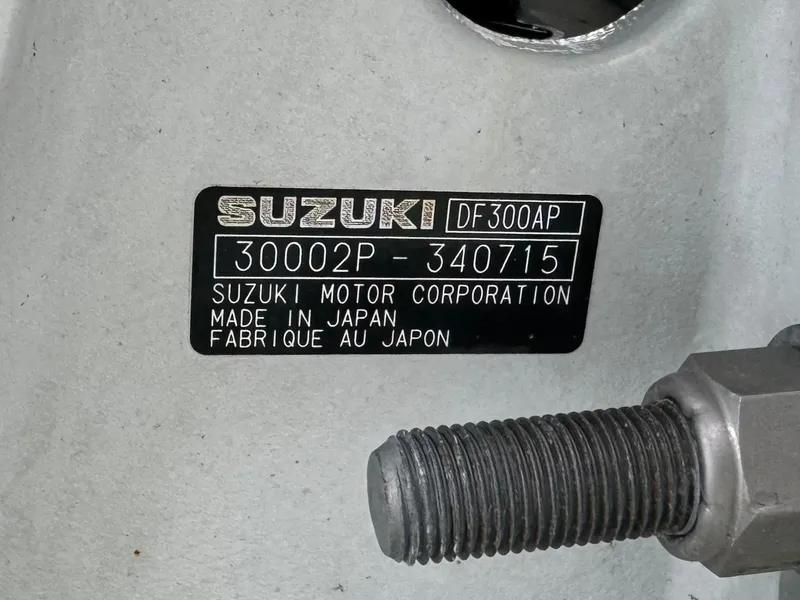 SUZUKI DF300AP
30002P-340715
SUZUKI MOTOR CORPORATION
MADE IN JAPAN
FABRIQUE AU JAPON